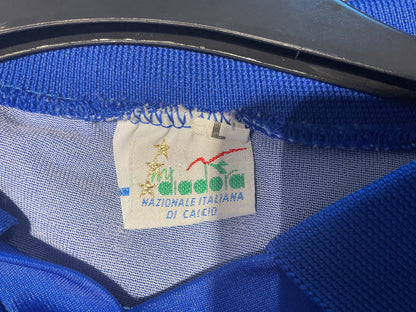 L
diadora
NAZIONALE ITALIANA
DI CALCIO